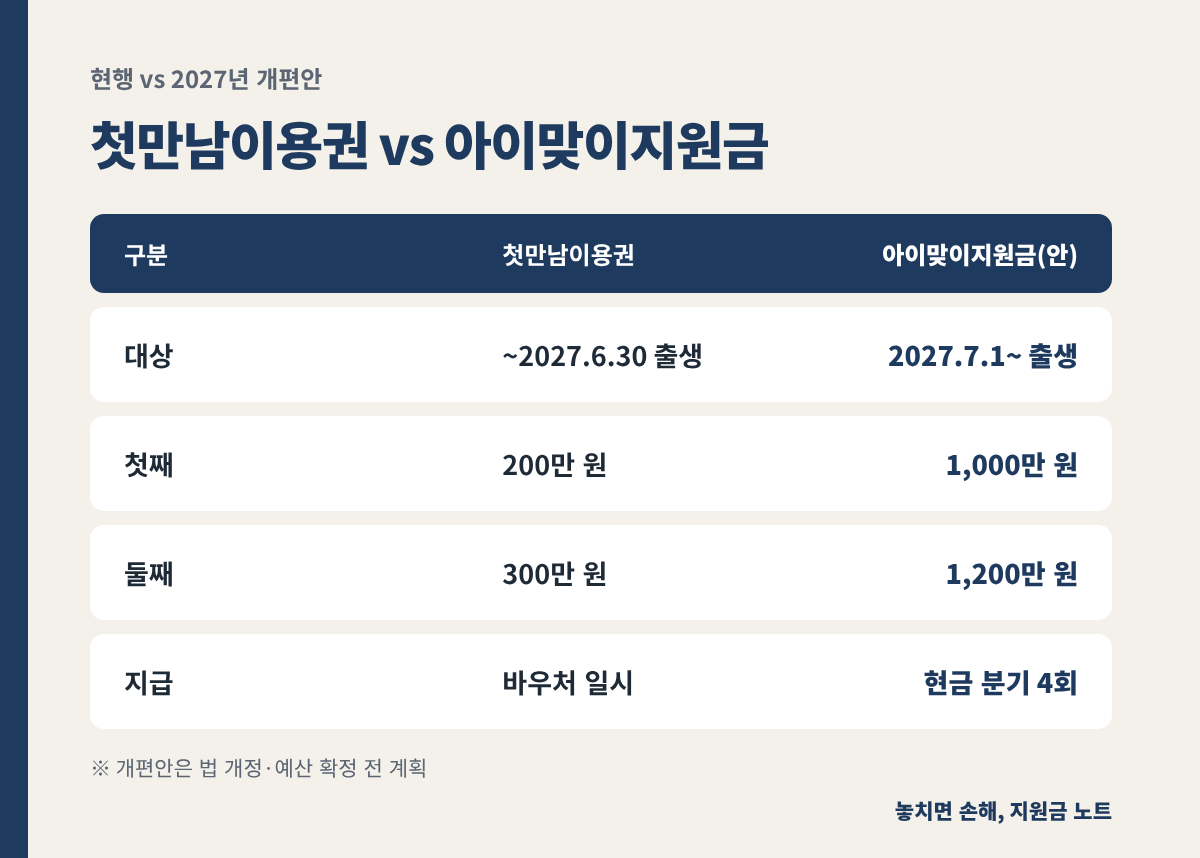 현행 vs 2027년 개편안
첫만남이용권 vs 아이맞이지원금
구분 첫만남이용권 아이맞이지원금(안)
대상 ~2027.6.30 출생 2027.7.1~ 출생
첫째 200만 원 1,000만 원
둘째 300만 원 1,200만 원
지급 바우처 일시 현금 분기 4회
※ 개편안은 법 개정·예산 확정 전 계획
놓치면 손해, 지원금 노트